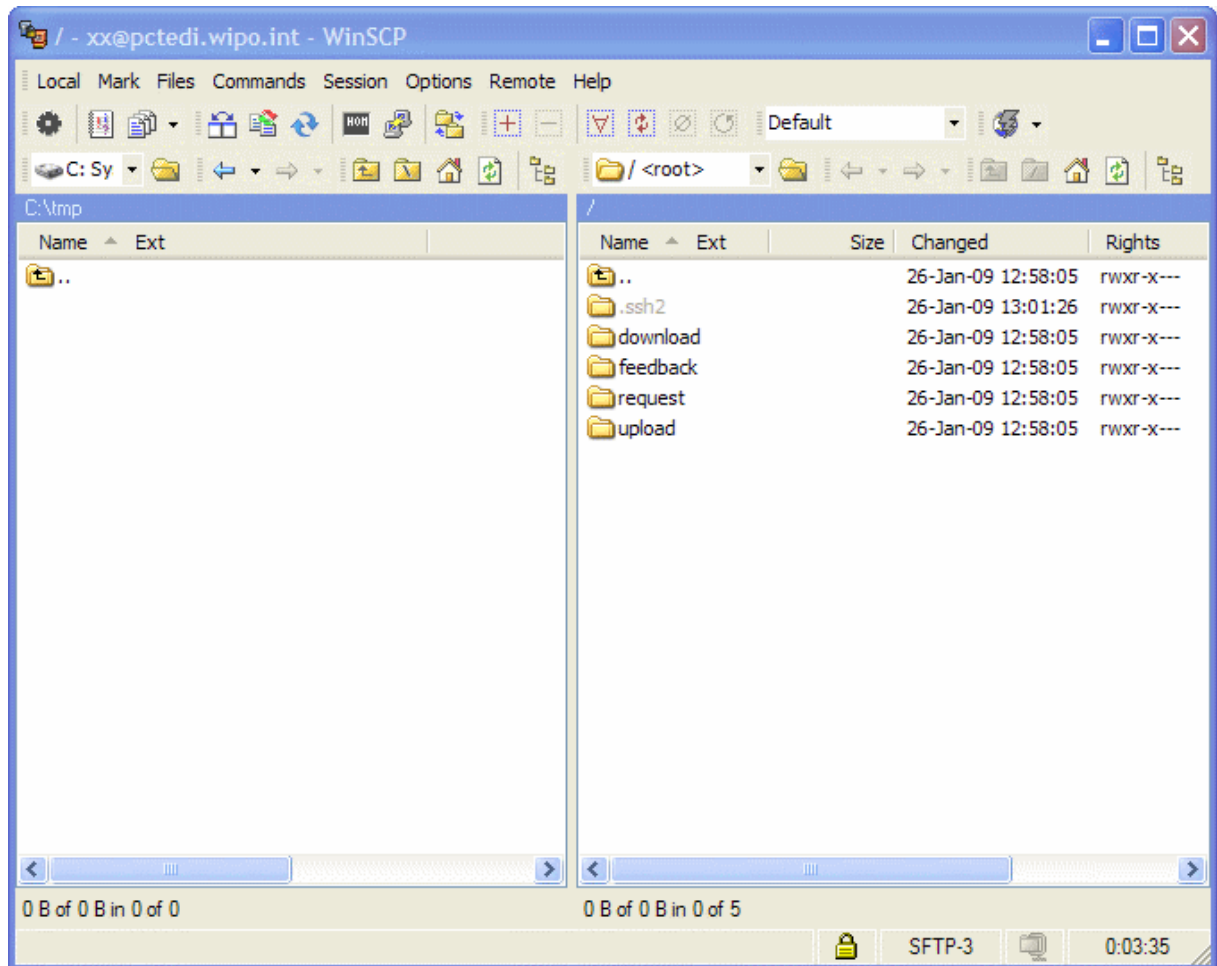 / - xx@pctedi.wipo.int - WinSCP
Local Mark Files Commands Session Options Remote Help
Default
C: Sy / <root>
C:\tmp /
Name Ext Name Ext Size Changed Rights
.. .. 26-Jan-09 12:58:05 rwxr-x---
.ssh2 26-Jan-09 13:01:26 rwxr-x---
download 26-Jan-09 12:58:05 rwxr-x---
feedback 26-Jan-09 12:58:05 rwxr-x---
request 26-Jan-09 12:58:05 rwxr-x---
upload 26-Jan-09 12:58:05 rwxr-x---
0 B of 0 B in 0 of 0 0 B of 0 B in 0 of 5
SFTP-3 0:03:35